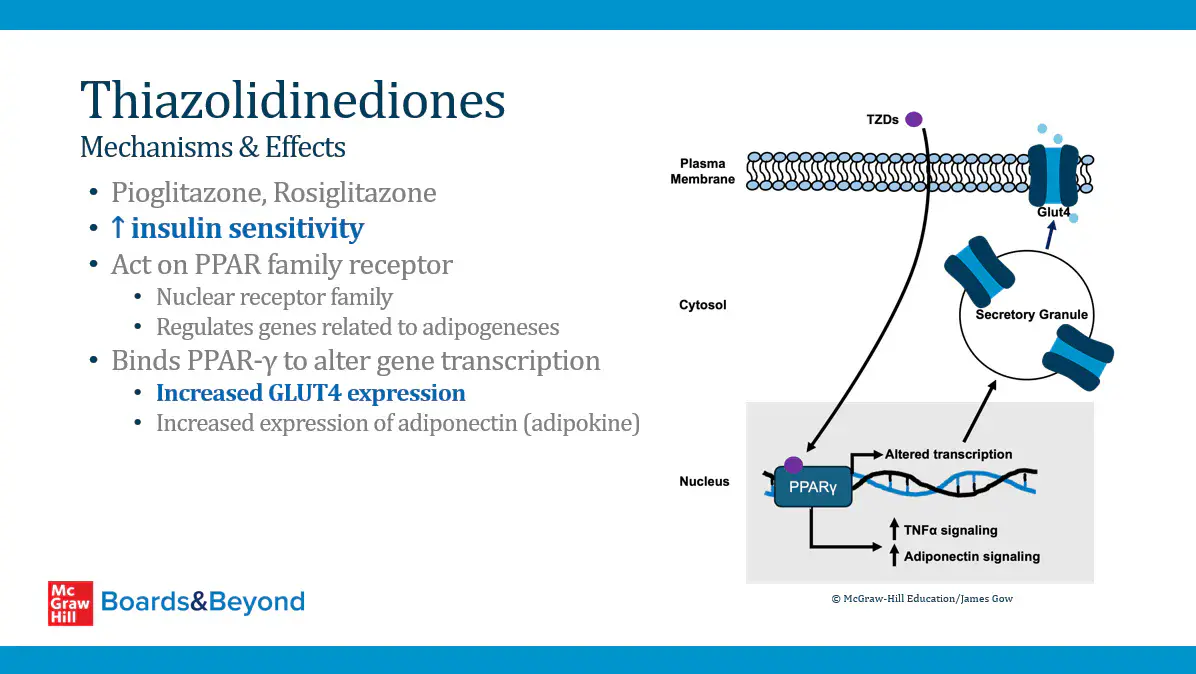 Thiazolidinediones
Mechanisms & Effects
• Pioglitazone, Rosiglitazone
• ↑ insulin sensitivity
• Act on PPAR family receptor
• Nuclear receptor family
• Regulates genes related to adipogeneses
• Binds PPAR-γ to alter gene transcription
• Increased GLUT4 expression
• Increased expression of adiponectin (adipokine)
TZDs
Plasma
Membrane
Glut4
Cytosol
Secretory Granule
Nucleus
Altered transcription
PPARγ
↑ TNFα signaling
↑ Adiponectin signaling
© McGraw-Hill Education/James Gow
Mc
Graw
Hill
Boards&Beyond